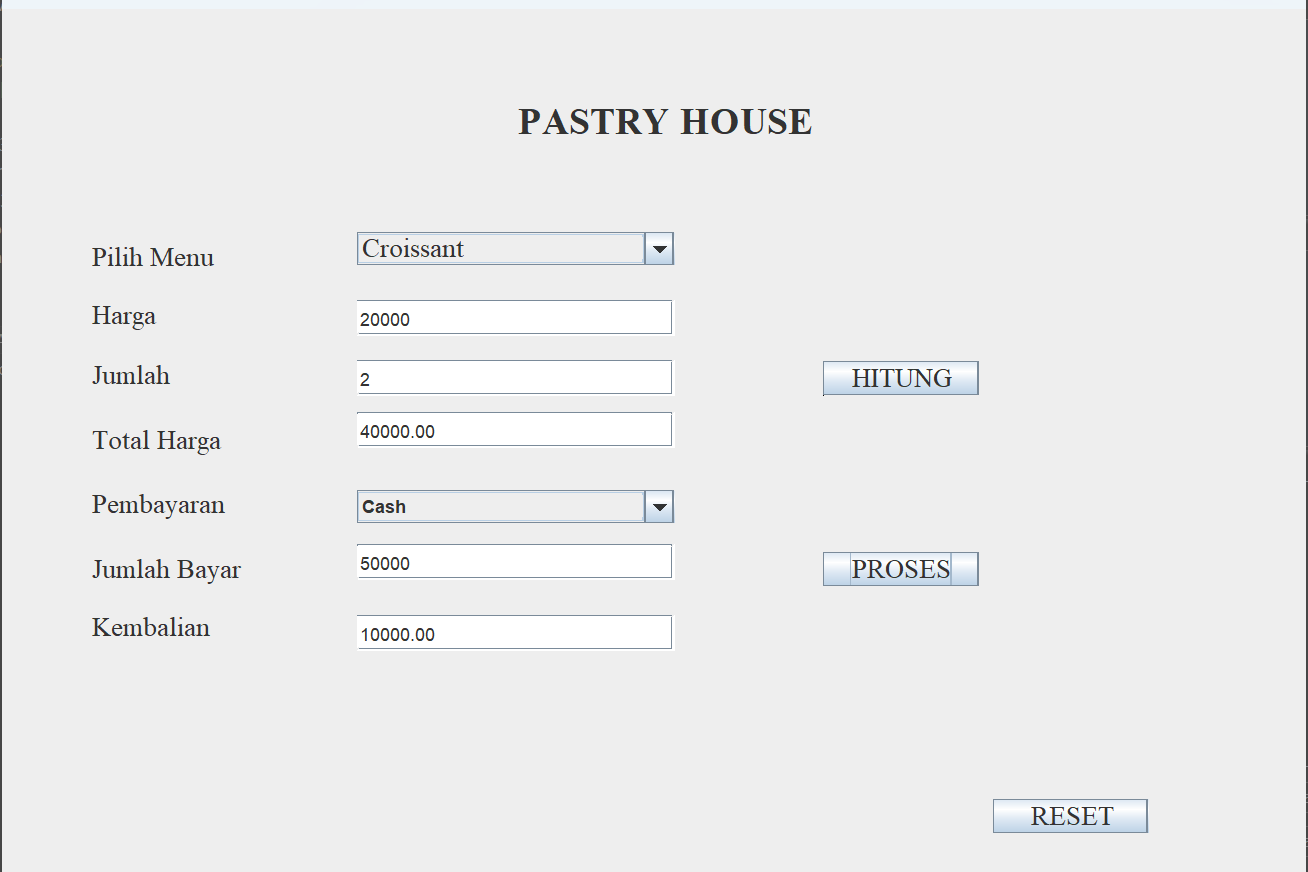 PASTRY HOUSE
Pilih Menu Croissant
Harga 20000
Jumlah 2 HITUNG
Total Harga 40000.00
Pembayaran Cash
Jumlah Bayar 50000 PROSES
Kembalian 10000.00
RESET